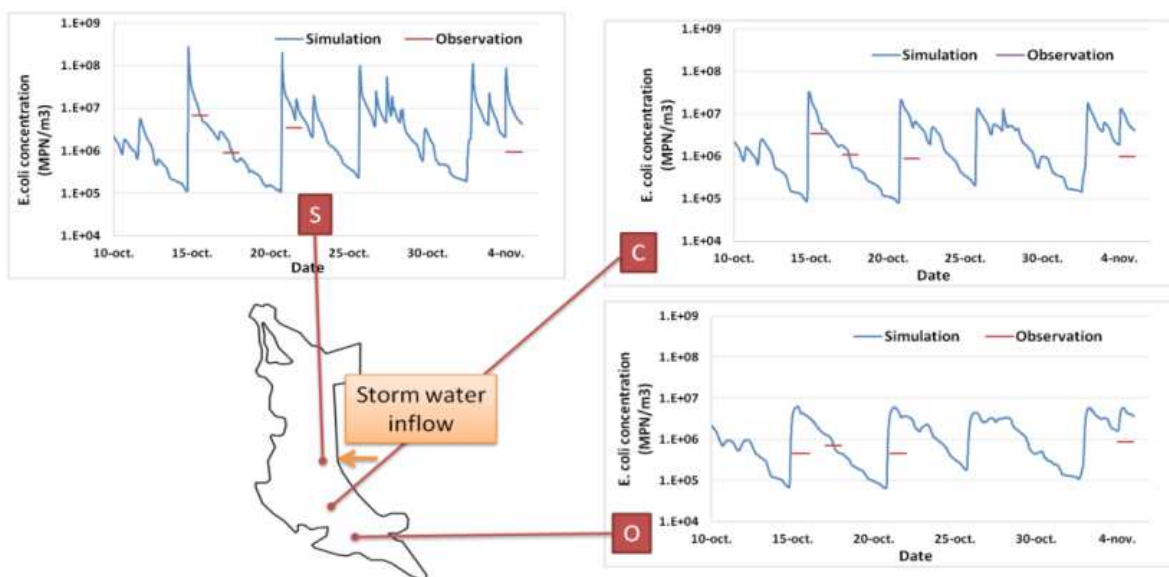 1.E+09
1.E+08
1.E+07
1.E+06
1.E+05
1.E+04
E.coli concentration
(MPN/m3)
Simulation Observation
10-oct. 15-oct. 20-oct. 25-oct. 30-oct. 4-nov.
Date
S
1.E+09
1.E+08
1.E+07
1.E+06
1.E+05
1.E+04
E.coli concentration
(MPN/m3)
Simulation Observation
10-oct. 15-oct. 20-oct. 25-oct. 30-oct. 4-nov.
Date
C
Storm water
inflow
1.E+09
1.E+08
1.E+07
1.E+06
1.E+05
1.E+04
E. coli concentration
(MPN/m3)
Simulation Observation
10-oct. 15-oct. 20-oct. 25-oct. 30-oct. 4-nov.
Date
O